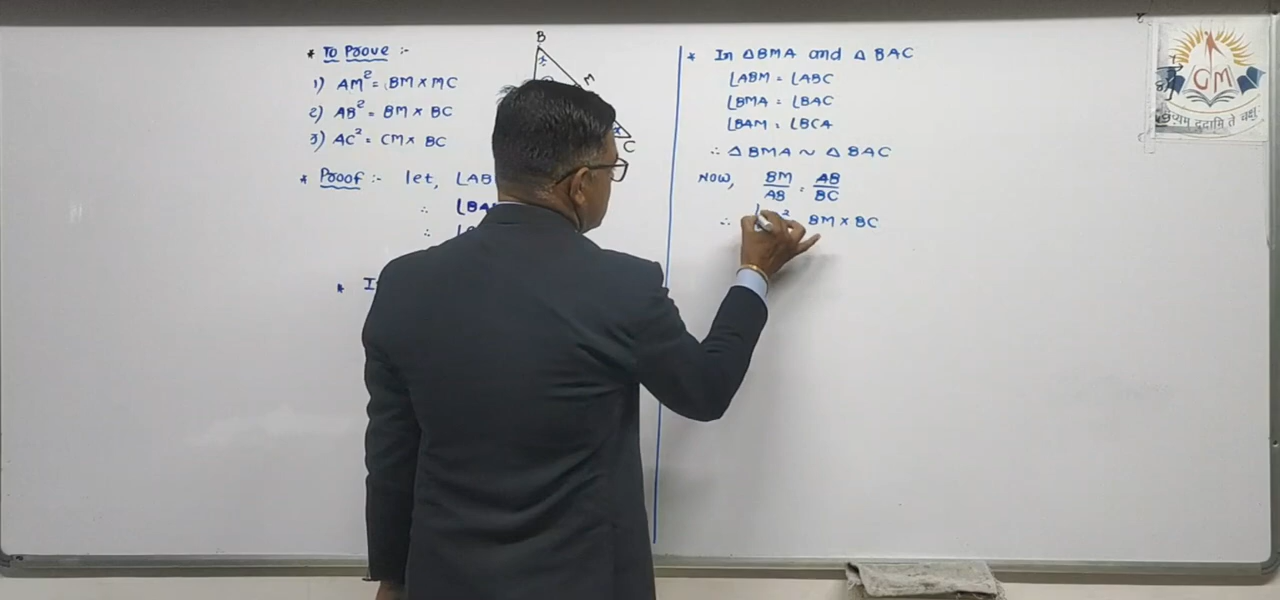 * To Prove :-
1) AM² = BM × MC
2) AB² = BM × BC
3) AC² = CM × BC
* Proof :- let, ∠AB
∴ ∠BA
∴
* I
B
x
M
x
C
* In △BMA and △BAC
∠ABM = ∠ABC
∠BMA = ∠BAC
∠BAM = ∠BCA
∴ △BMA ~ △BAC
Now, BM/AB = AB/BC
∴ ² BM × BC
GM